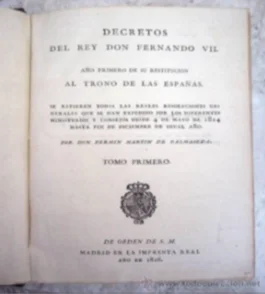 DECRETOS
DEL REY DON FERNANDO VII.
AÑO PRIMERO DE SU RESTITUCION
AL TRONO DE LAS ESPAÑAS.
SE REFIEREN TODAS LAS REALES RESOLUCIONES GE-
NERALES QUE SE HAN EXPEDIDO POR LOS DIFERENTES
MINISTERIOS Y CONSEJOS DESDE 4 DE MAYO DE 1814
HASTA FIN DE DICIEMBRE DE IGUAL AÑO.
POR DON FERMIN MARTIN DE BALMASEDA.
TOMO PRIMERO.
DE ORDEN DE S. M.
MADRID EN LA IMPRENTA REAL
AÑO DE